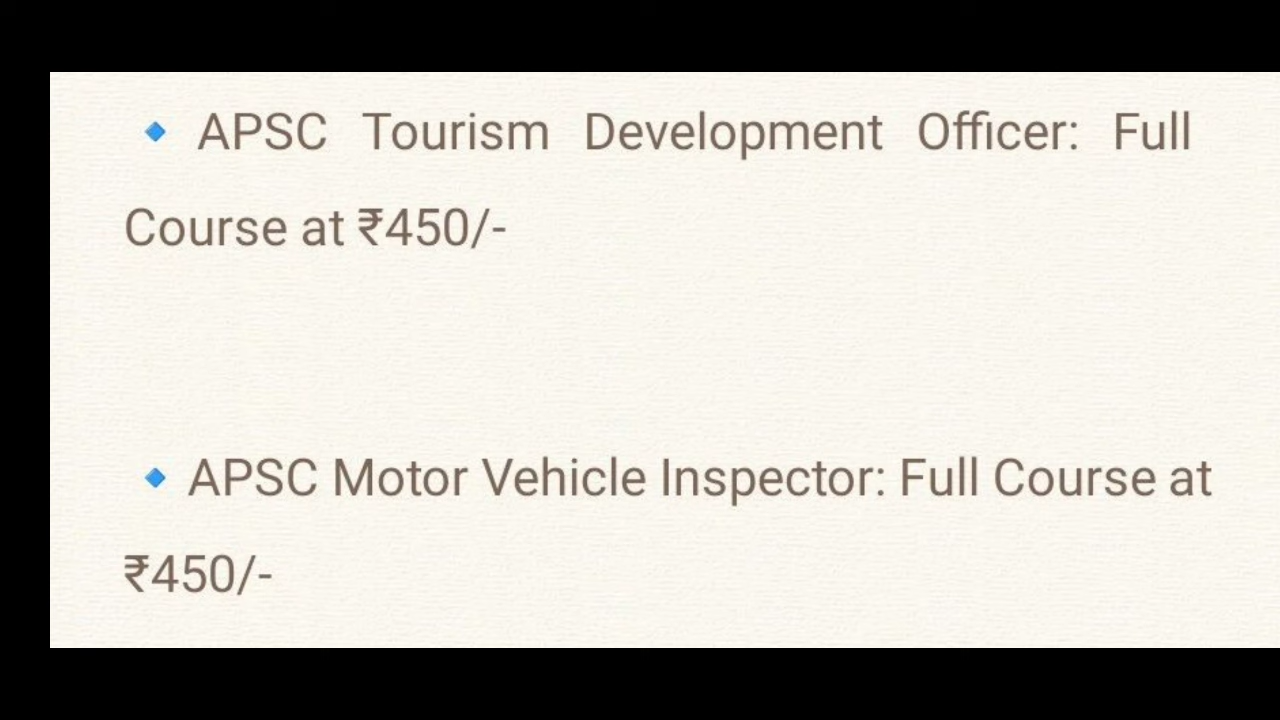 🔹 APSC Tourism Development Officer: Full
Course at ₹450/-
🔹 APSC Motor Vehicle Inspector: Full Course at
₹450/-